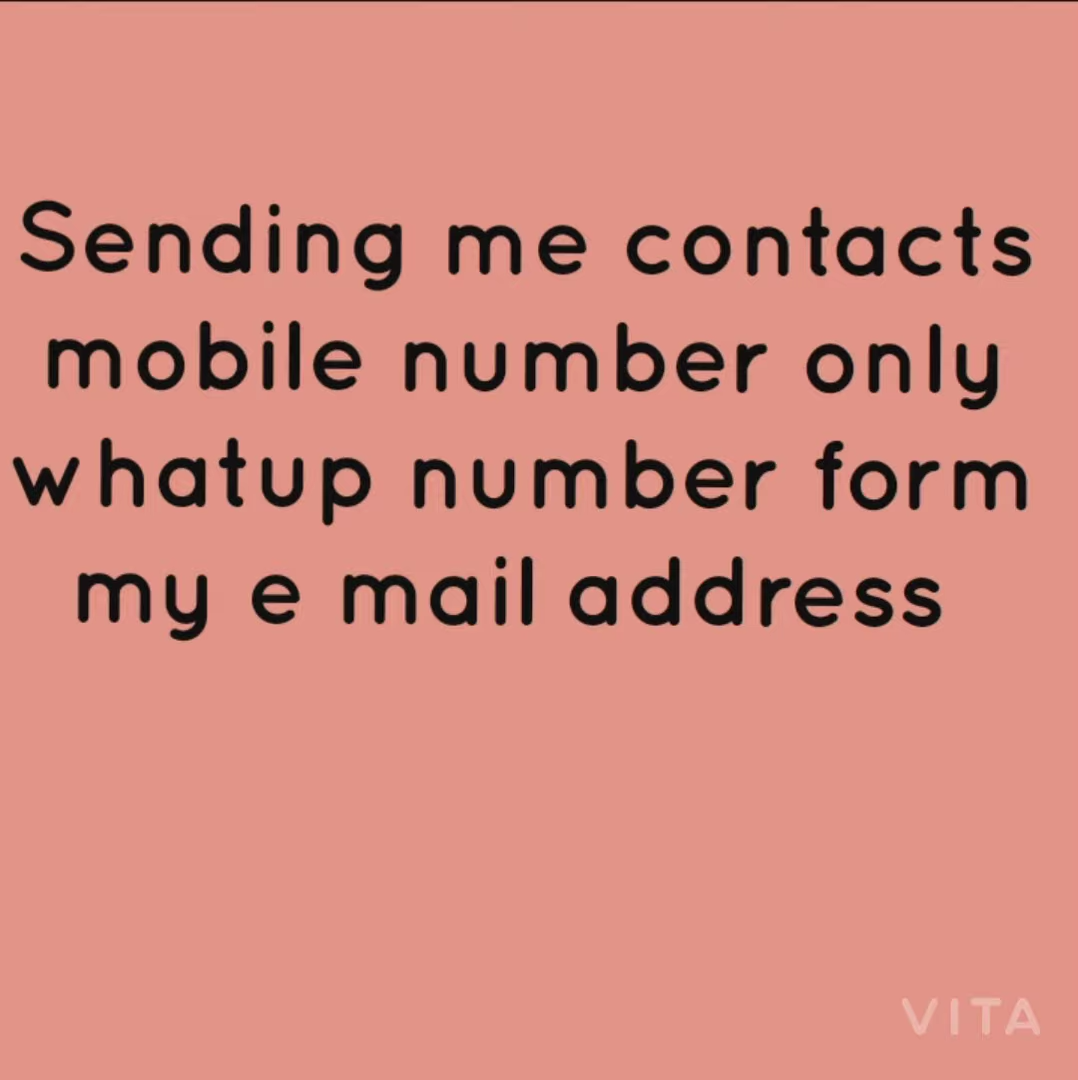 Sending me contacts
mobile number only
whatup number form
my e mail address
VITA